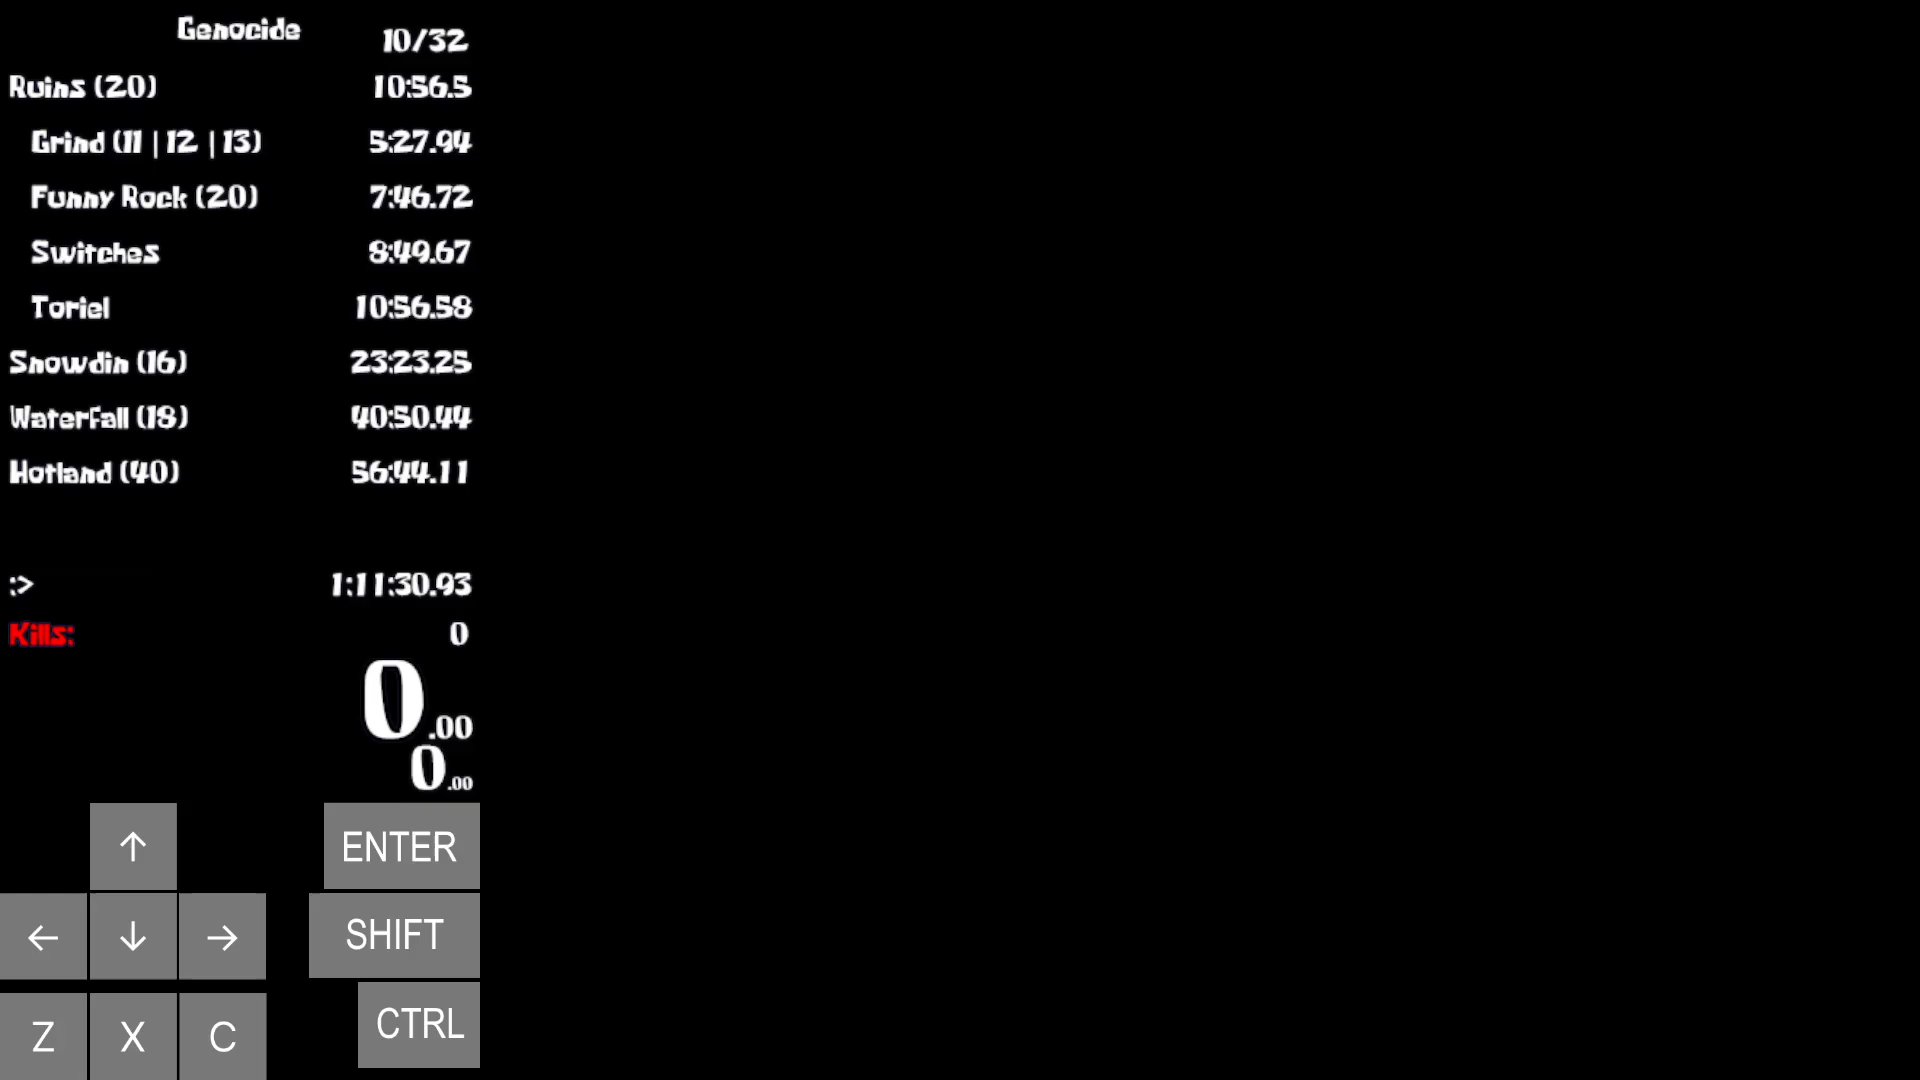 Genocide 10/32
Ruins (20) 10:56.5
Grind (11 | 12 | 13) 5:27.94
Funny Rock (20) 7:46.72
Switches 8:49.67
Toriel 10:56.58
Snowdin (16) 23:23.25
Waterfall (18) 40:50.44
Hotland (40) 56:44.11
:> 1:11:30.93
Kills: 0
0.00
0.00
↑ ENTER
← ↓ → SHIFT
Z X C CTRL